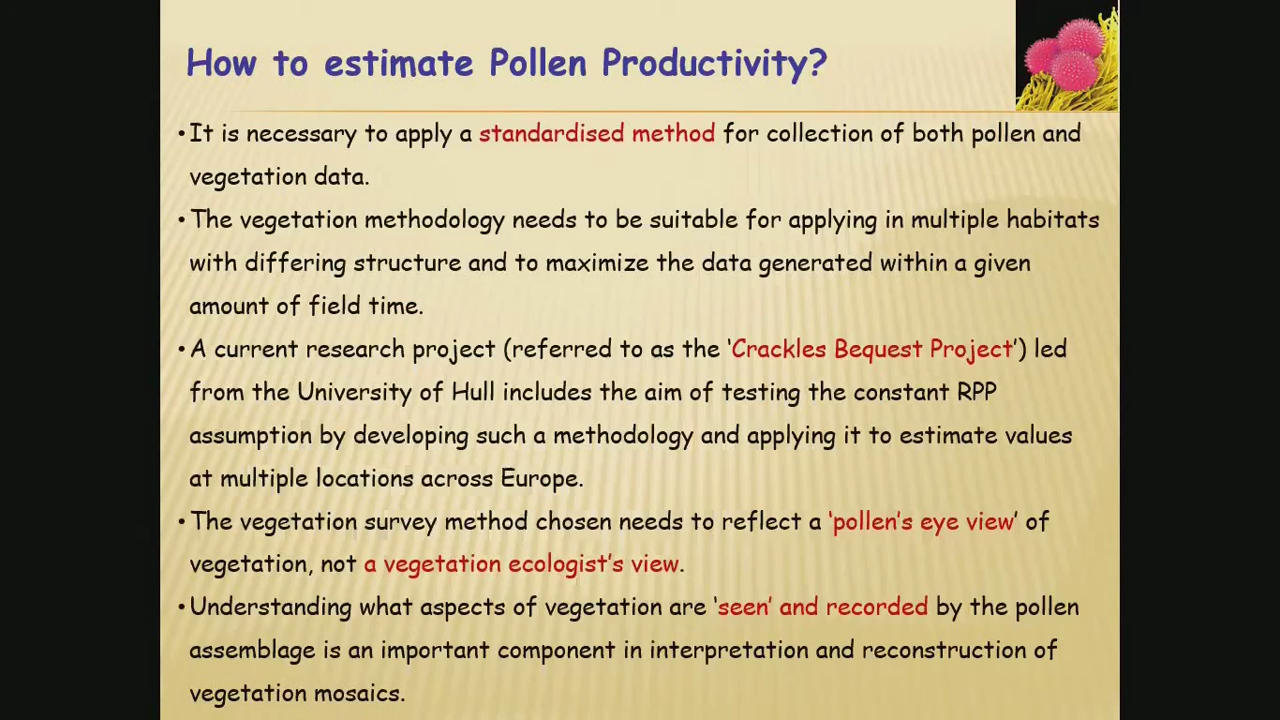 How to estimate Pollen Productivity?
• It is necessary to apply a standardised method for collection of both pollen and
vegetation data.
• The vegetation methodology needs to be suitable for applying in multiple habitats
with differing structure and to maximize the data generated within a given
amount of field time.
• A current research project (referred to as the ‘Crackles Bequest Project’) led
from the University of Hull includes the aim of testing the constant RPP
assumption by developing such a methodology and applying it to estimate values
at multiple locations across Europe.
• The vegetation survey method chosen needs to reflect a ‘pollen’s eye view’ of
vegetation, not a vegetation ecologist’s view.
• Understanding what aspects of vegetation are ‘seen’ and recorded by the pollen
assemblage is an important component in interpretation and reconstruction of
vegetation mosaics.